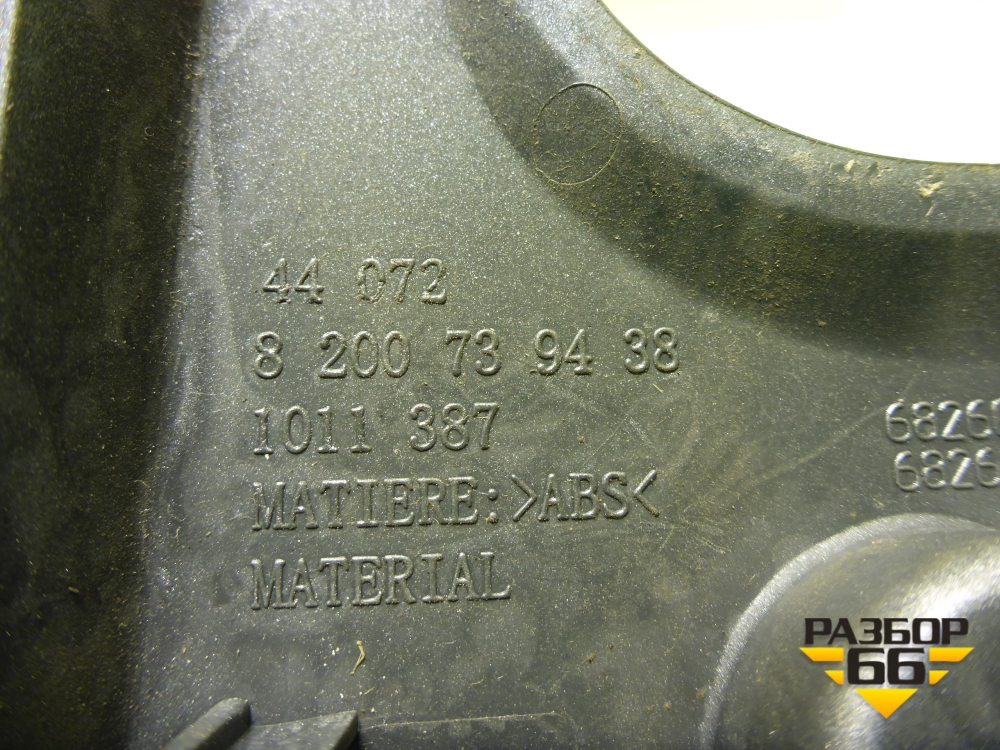 44 072
8 200 73 94 38
1011 387
MATIERE: >ABS<
MATERIAL
РАЗБОР
66